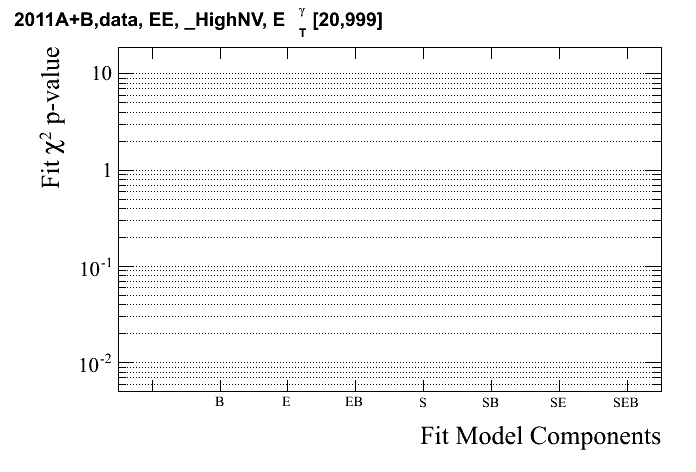 2011A+B,data, EE, _HighNV, E^γ_T [20,999]
Fit χ² p-value
10
1
10⁻¹
10⁻²
B E EB S SB SE SEB
Fit Model Components